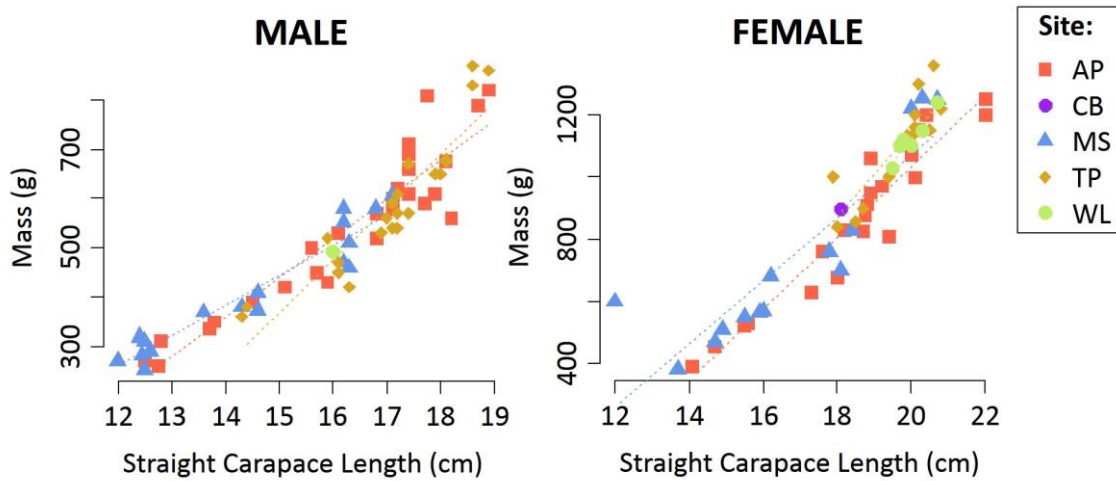 MALE
Mass (g)
300
500
700
12 13 14 15 16 17 18 19
Straight Carapace Length (cm)
FEMALE
Mass (g)
400
800
1200
12 14 16 18 20 22
Straight Carapace Length (cm)
Site:
AP
CB
MS
TP
WL